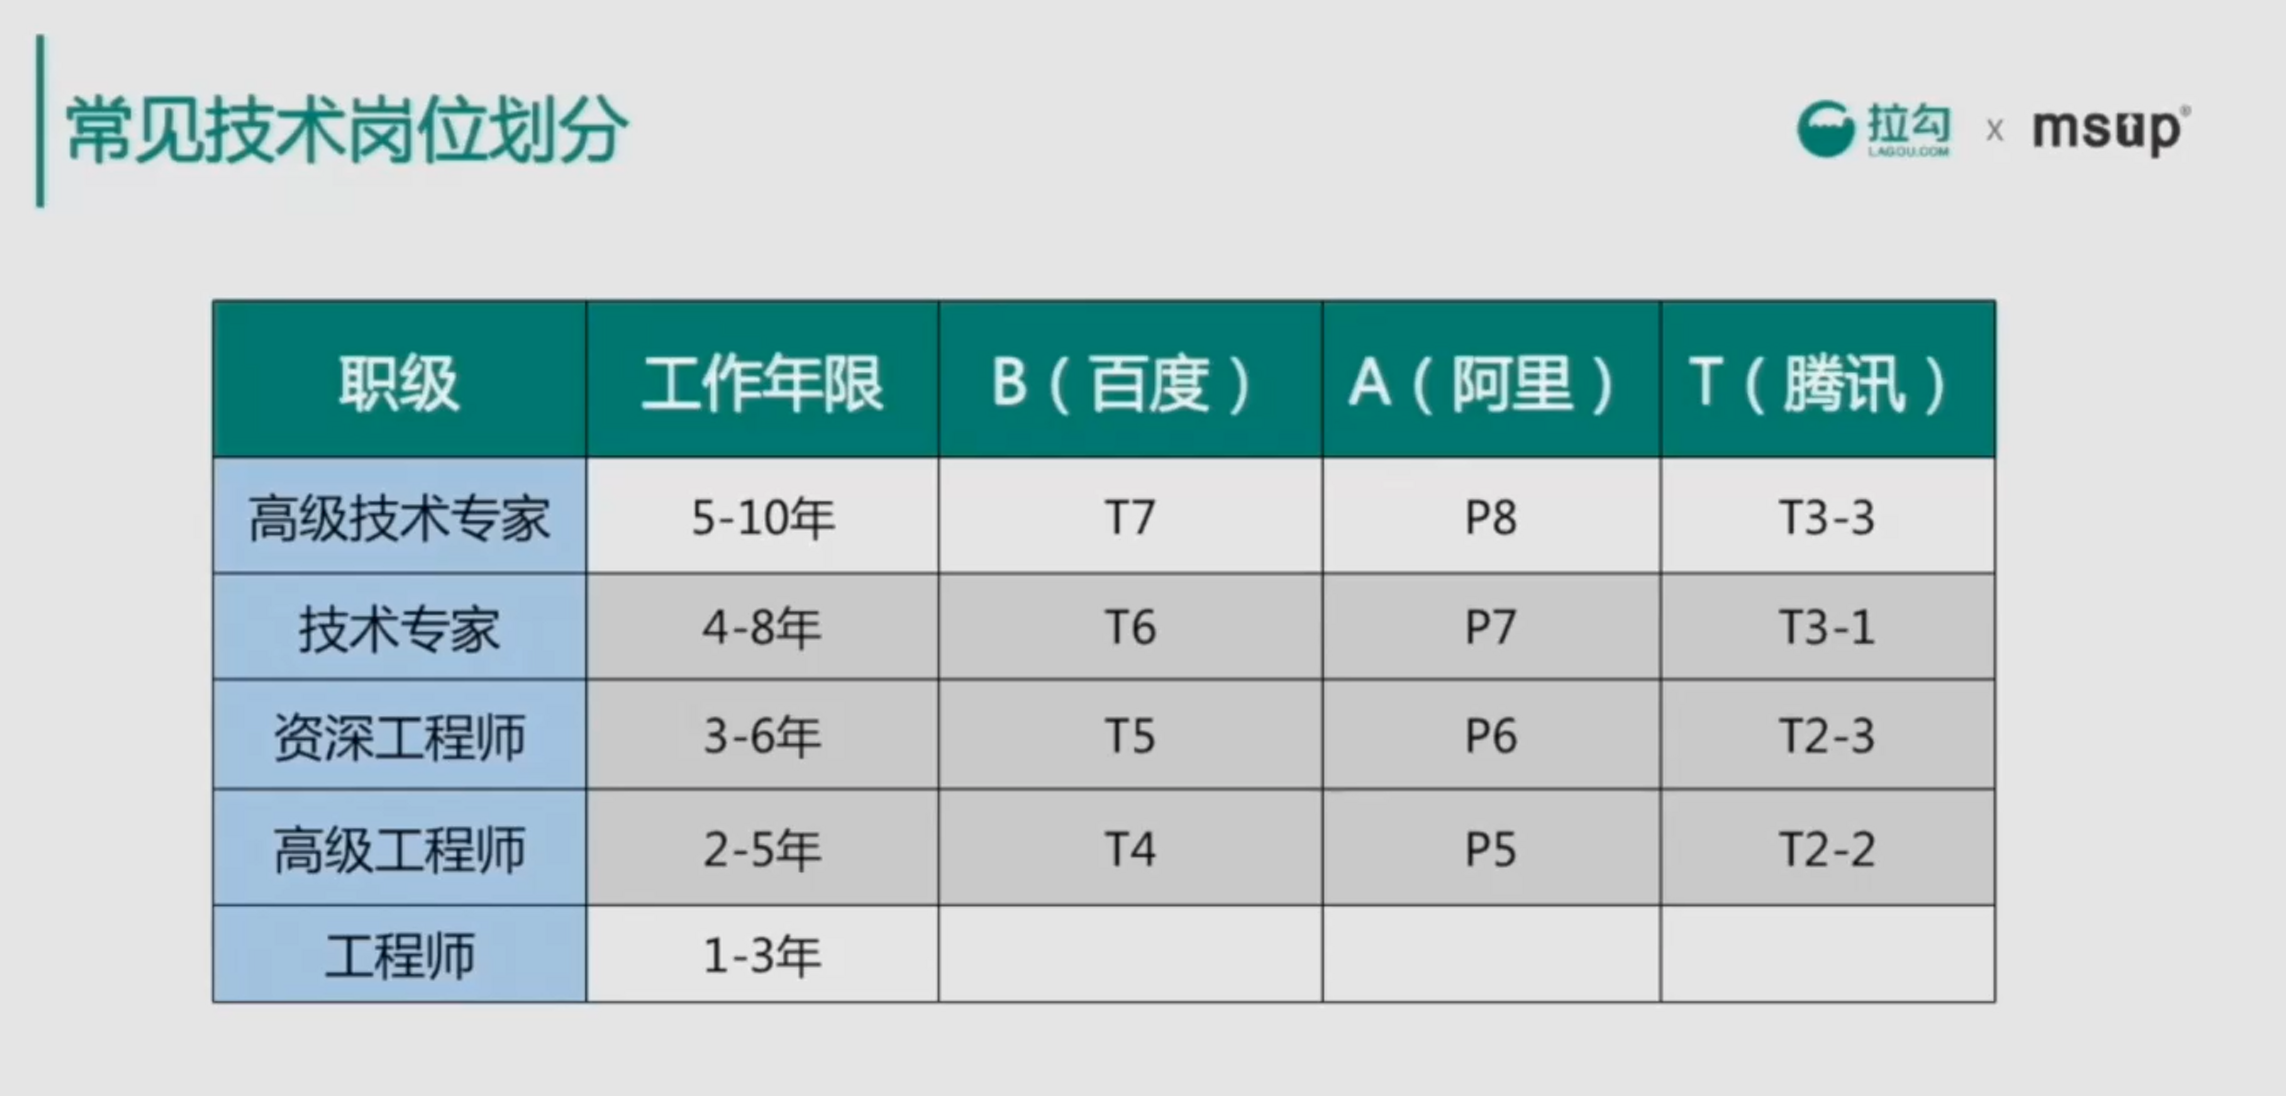 常见技术岗位划分
拉勾 x msup®
LAGOU.COM
职级 工作年限 B（百度） A（阿里） T（腾讯）
高级技术专家 5-10年 T7 P8 T3-3
技术专家 4-8年 T6 P7 T3-1
资深工程师 3-6年 T5 P6 T2-3
高级工程师 2-5年 T4 P5 T2-2
工程师 1-3年